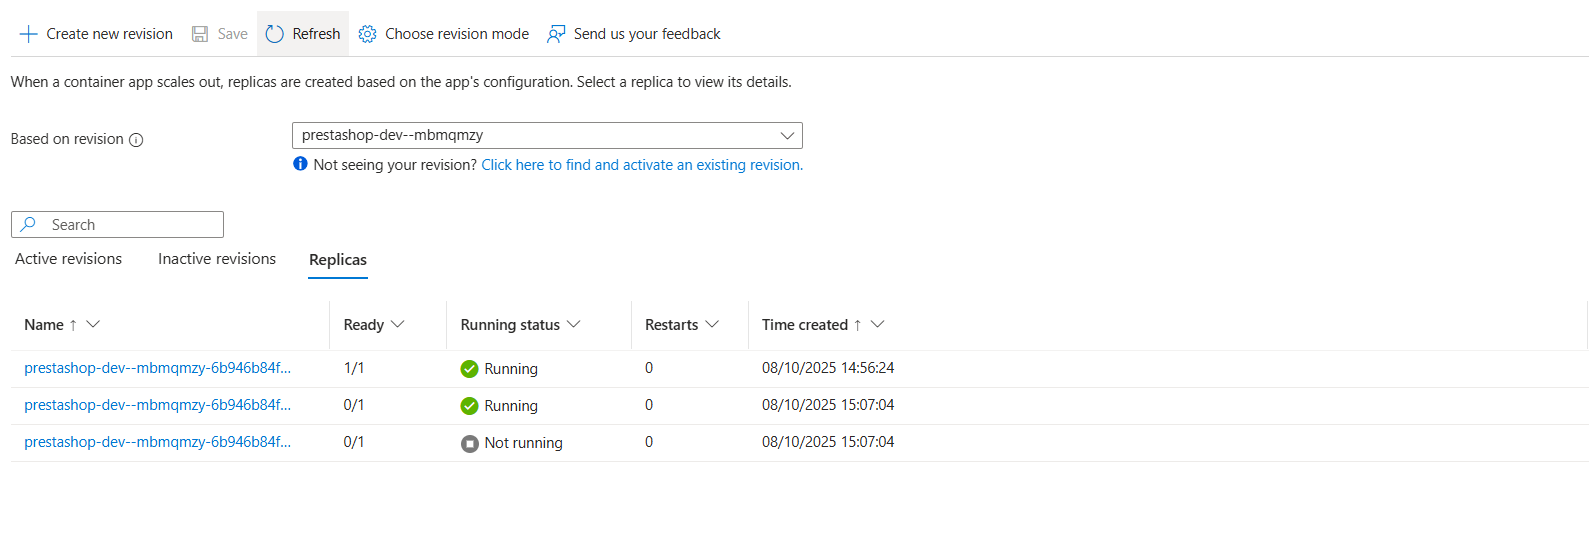 Create new revision Save Refresh Choose revision mode Send us your feedback
When a container app scales out, replicas are created based on the app's configuration. Select a replica to view its details.
Based on revision prestashop-dev--mbmqmzy
Not seeing your revision? Click here to find and activate an existing revision.
Search
Active revisions Inactive revisions Replicas
Name ↑ Ready Running status Restarts Time created ↑
prestashop-dev--mbmqmzy-6b946b84f... 1/1 Running 0 08/10/2025 14:56:24
prestashop-dev--mbmqmzy-6b946b84f... 0/1 Running 0 08/10/2025 15:07:04
prestashop-dev--mbmqmzy-6b946b84f... 0/1 Not running 0 08/10/2025 15:07:04